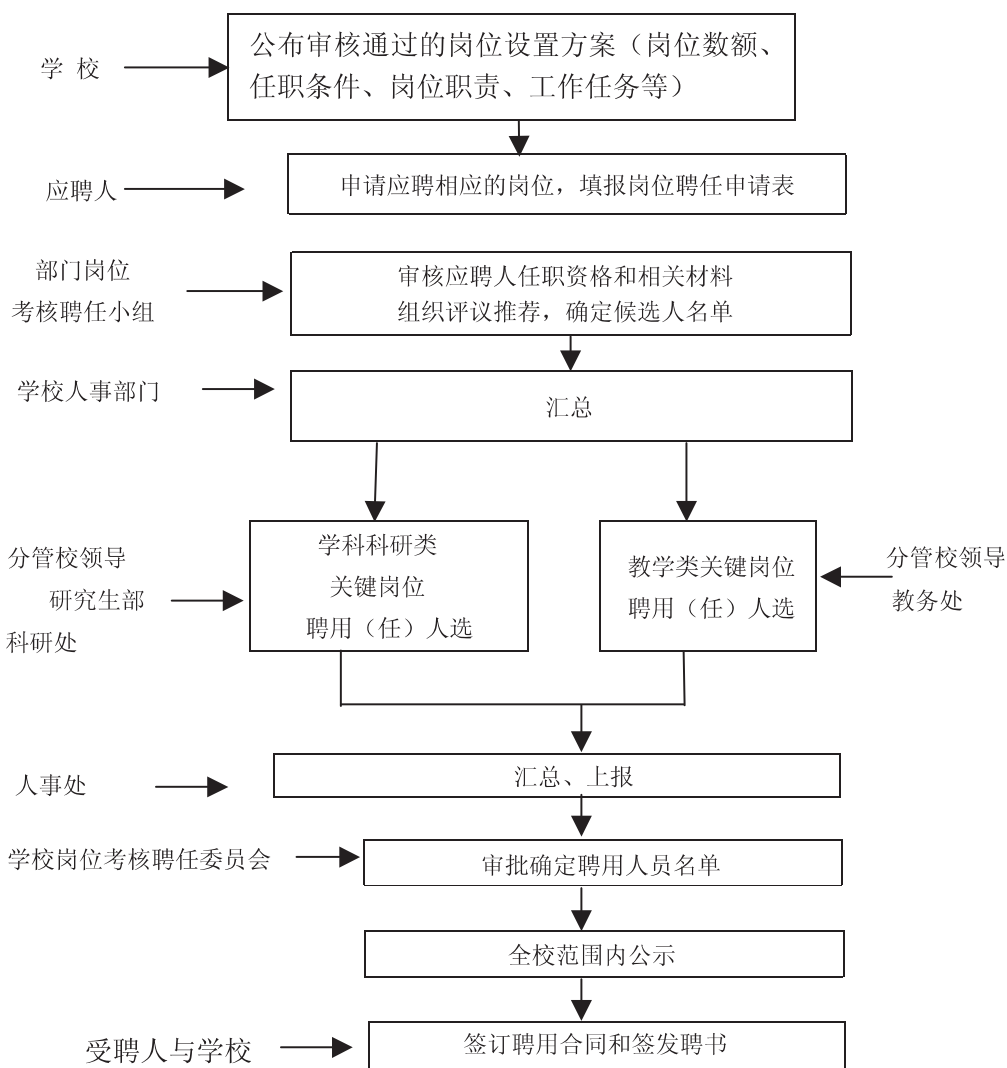 学 校
公布审核通过的岗位设置方案（岗位数额、
任职条件、岗位职责、工作任务等）
应聘人
申请应聘相应的岗位，填报岗位聘任申请表
部门岗位
考核聘任小组
审核应聘人任职资格和相关材料
组织评议推荐，确定候选人名单
学校人事部门
汇总
分管校领导
研究生部
科研处
学科科研类
关键岗位
聘用（任）人选
教学类关键岗位
聘用（任）人选
分管校领导
教务处
人事处
汇总、上报
学校岗位考核聘任委员会
审批确定聘用人员名单
全校范围内公示
受聘人与学校
签订聘用合同和签发聘书